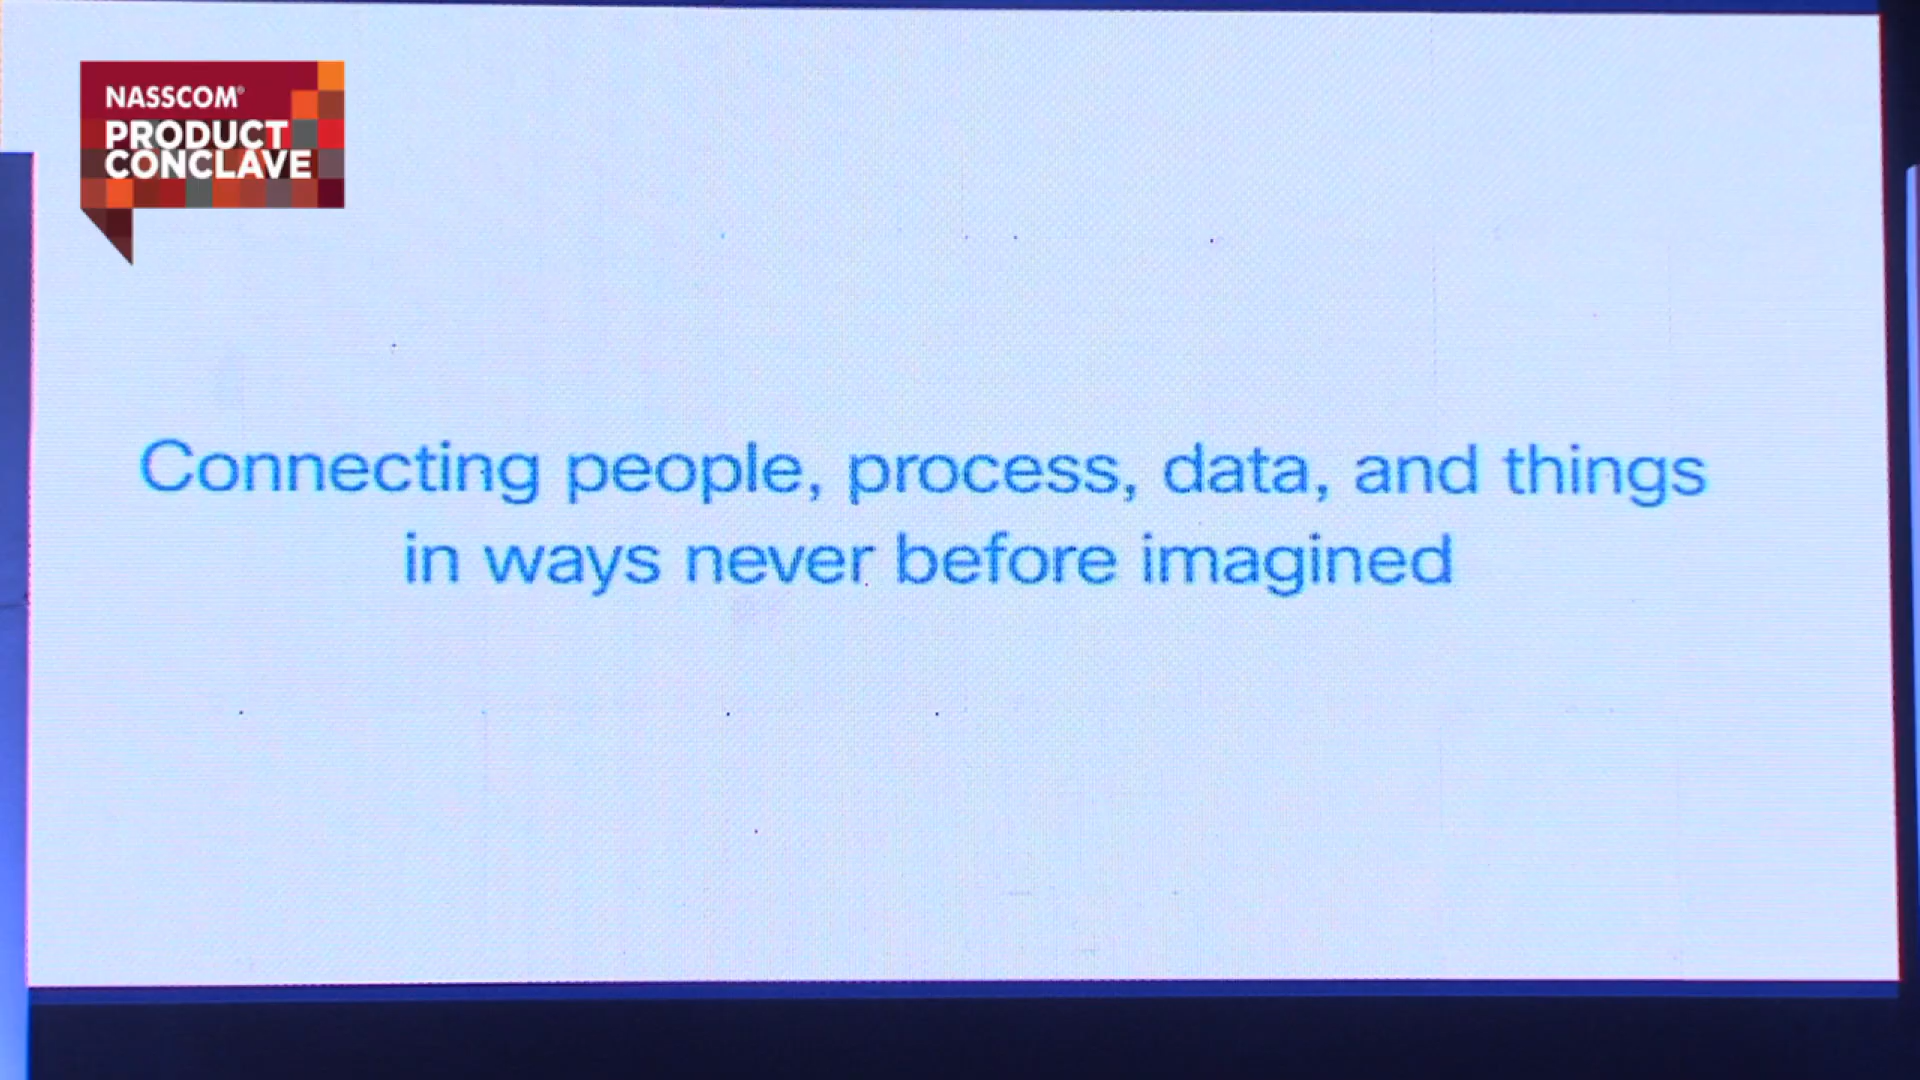 NASSCOM®
PRODUCT
CONCLAVE
Connecting people, process, data, and things
in ways never before imagined